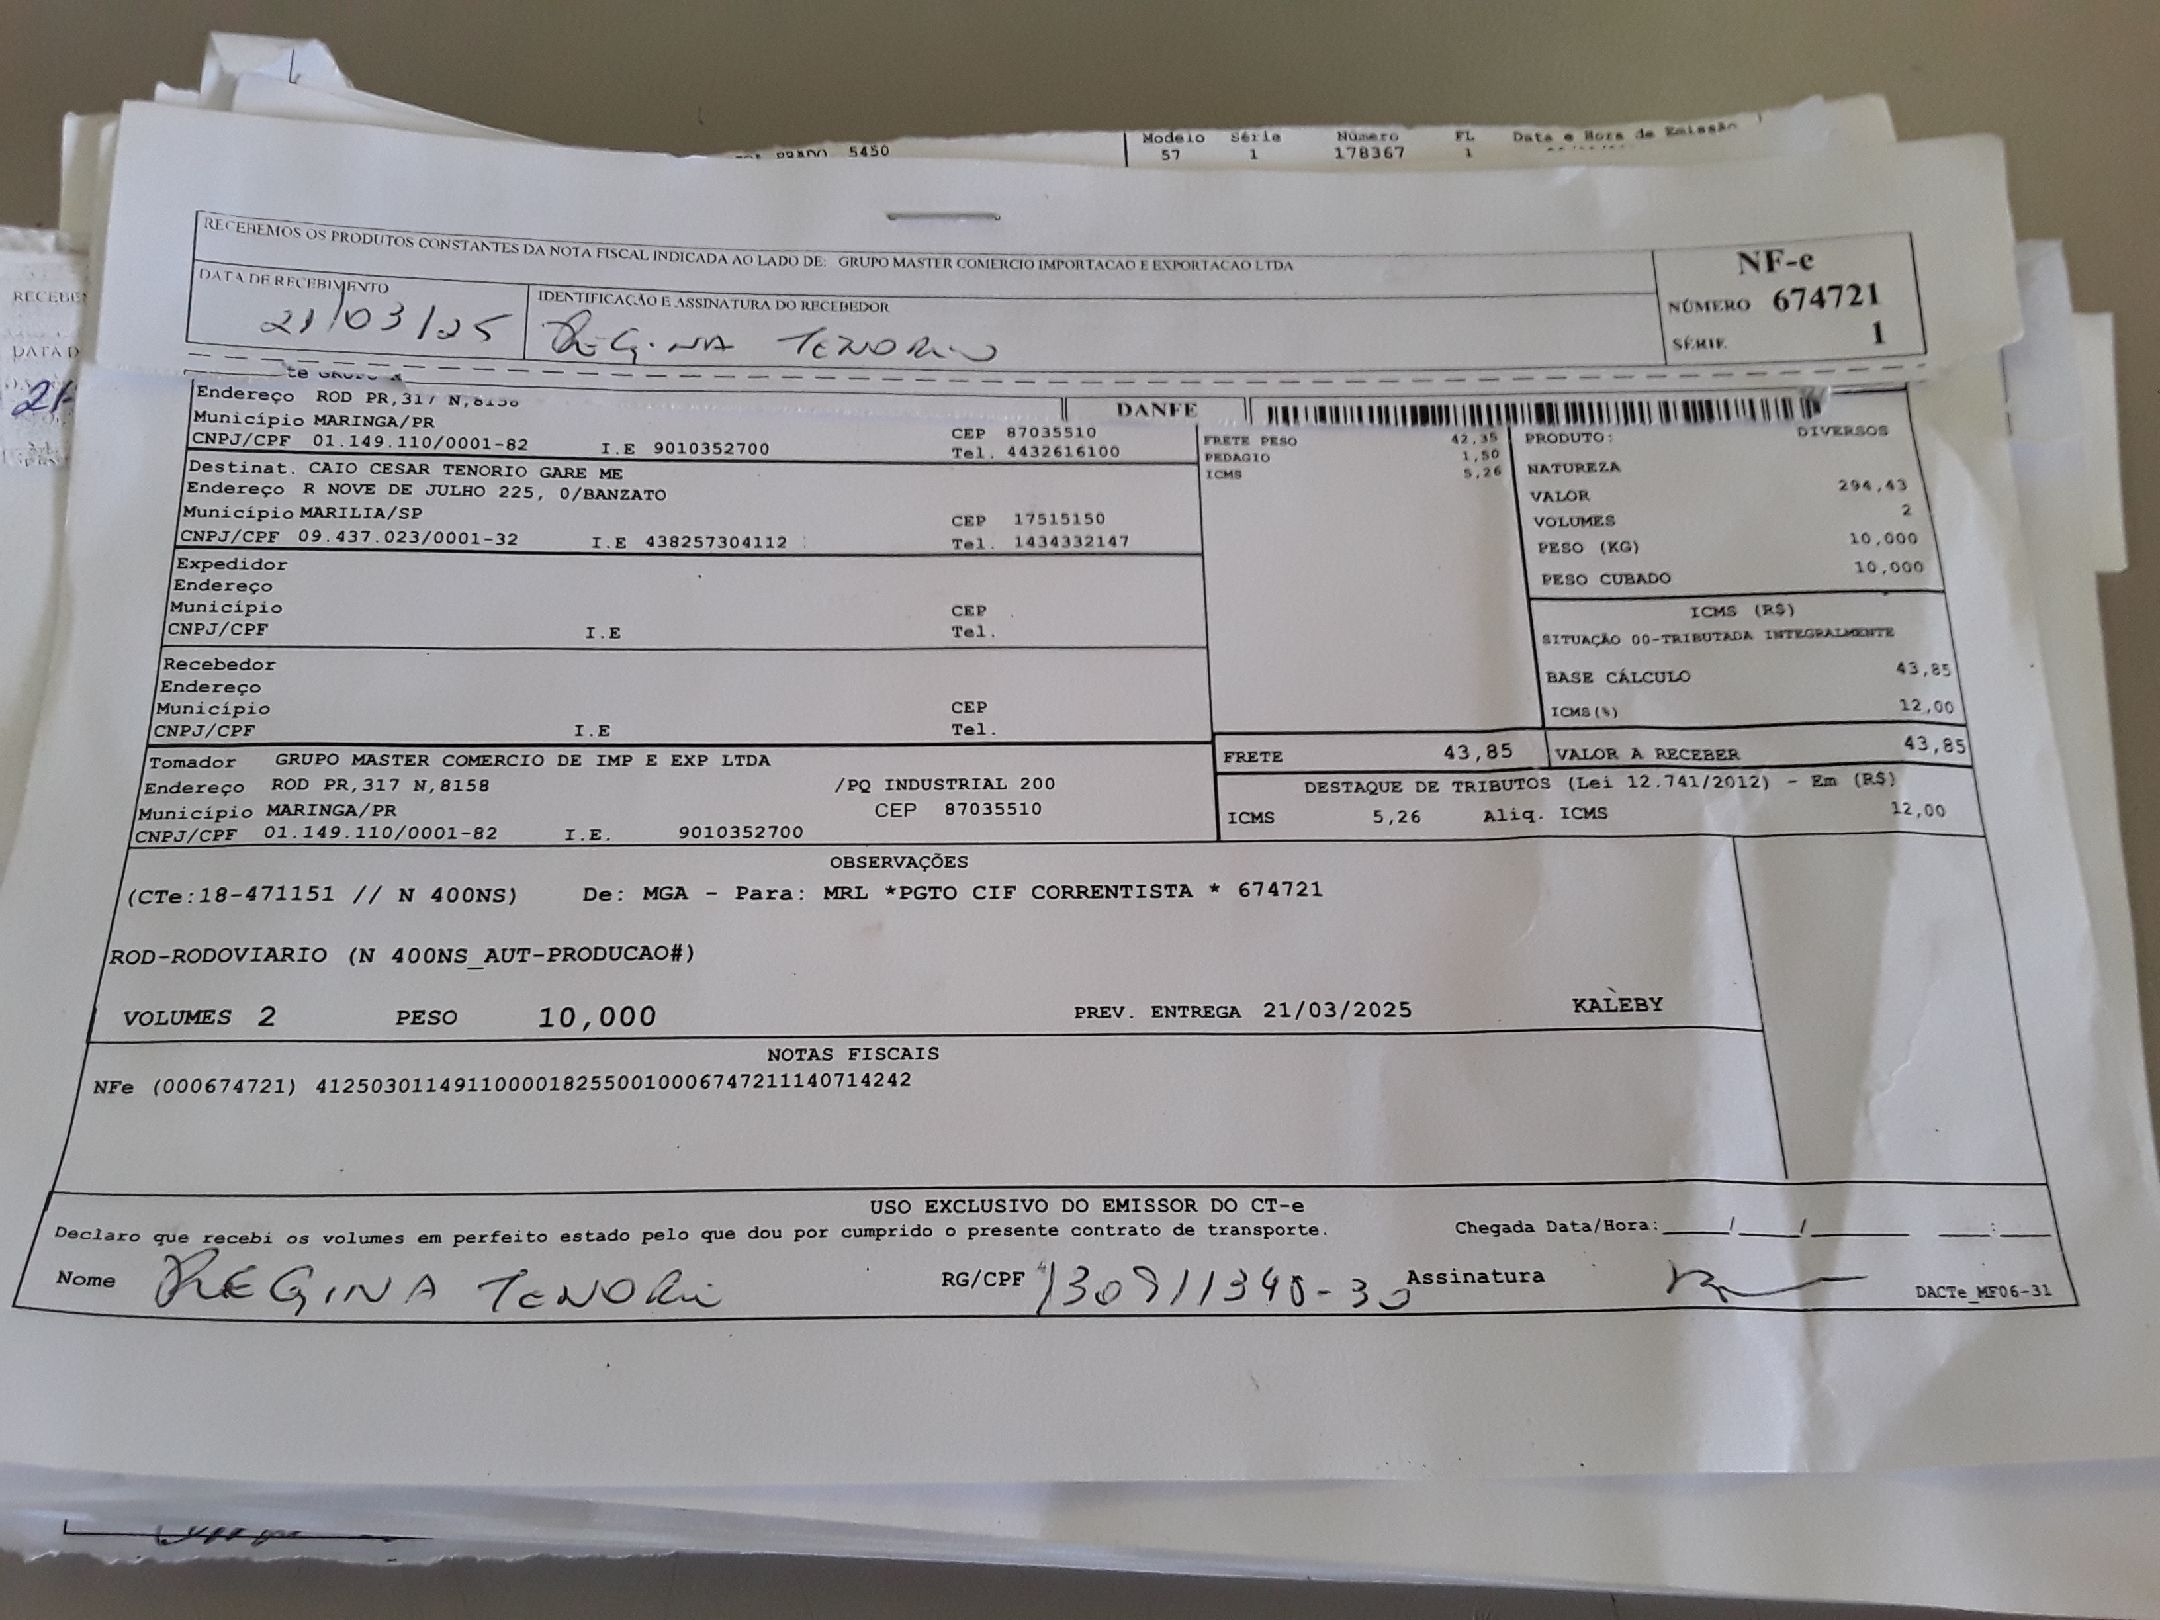 PRADO 5450
Modelo Série Número FL Data e Hora de Emissão
57 1 178367 1
RECEBEMOS OS PRODUTOS CONSTANTES DA NOTA FISCAL INDICADA AO LADO DE: GRUPO MASTER COMERCIO IMPORTACAO E EXPORTACAO LTDA
DATA DE RECEBIMENTO
21/03/25
IDENTIFICAÇÃO E ASSINATURA DO RECEBEDOR
REGINA TENORIO
NF-e
NÚMERO 674721
SÉRIE 1
DANFE
Endereço ROD PR,317 N,8158
Município MARINGA/PR CEP 87035510
CNPJ/CPF 01.149.110/0001-82 I.E 9010352700 Tel. 4432616100
Destinat. CAIO CESAR TENORIO GARE ME
Endereço R NOVE DE JULHO 225, 0/BANZATO
Município MARILIA/SP CEP 17515150
CNPJ/CPF 09.437.023/0001-32 I.E 438257304112 Tel. 1434332147
Expedidor
Endereço
Município CEP
CNPJ/CPF I.E Tel.
Recebedor
Endereço
Município CEP
CNPJ/CPF I.E Tel.
Tomador GRUPO MASTER COMERCIO DE IMP E EXP LTDA
Endereço ROD PR,317 N,8158 /PQ INDUSTRIAL 200
Município MARINGA/PR CEP 87035510
CNPJ/CPF 01.149.110/0001-82 I.E. 9010352700
FRETE PESO 42,35
PEDAGIO 1,50
ICMS 5,26
PRODUTO: DIVERSOS
NATUREZA
VALOR 294,43
VOLUMES 2
PESO (KG) 10,000
PESO CUBADO 10,000
ICMS (R$)
SITUAÇÃO 00-TRIBUTADA INTEGRALMENTE
BASE CÁLCULO 43,85
ICMS(%) 12,00
FRETE 43,85 VALOR A RECEBER 43,85
DESTAQUE DE TRIBUTOS (Lei 12.741/2012) - Em (R$)
ICMS 5,26 Aliq. ICMS 12,00
OBSERVAÇÕES
(CTe:18-471151 // N 400NS) De: MGA - Para: MRL *PGTO CIF CORRENTISTA * 674721
ROD-RODOVIARIO (N 400NS_AUT-PRODUCAO#)
VOLUMES 2 PESO 10,000 PREV. ENTREGA 21/03/2025 KALEBY
NOTAS FISCAIS
NFe (000674721) 41250301149110000182550010006747211140714242
USO EXCLUSIVO DO EMISSOR DO CT-e
Declaro que recebi os volumes em perfeito estado pelo que dou por cumprido o presente contrato de transporte. Chegada Data/Hora:____/____/____ ___:___
Nome REGINA TENORIO RG/CPF Assinatura DACTe_MF06-31